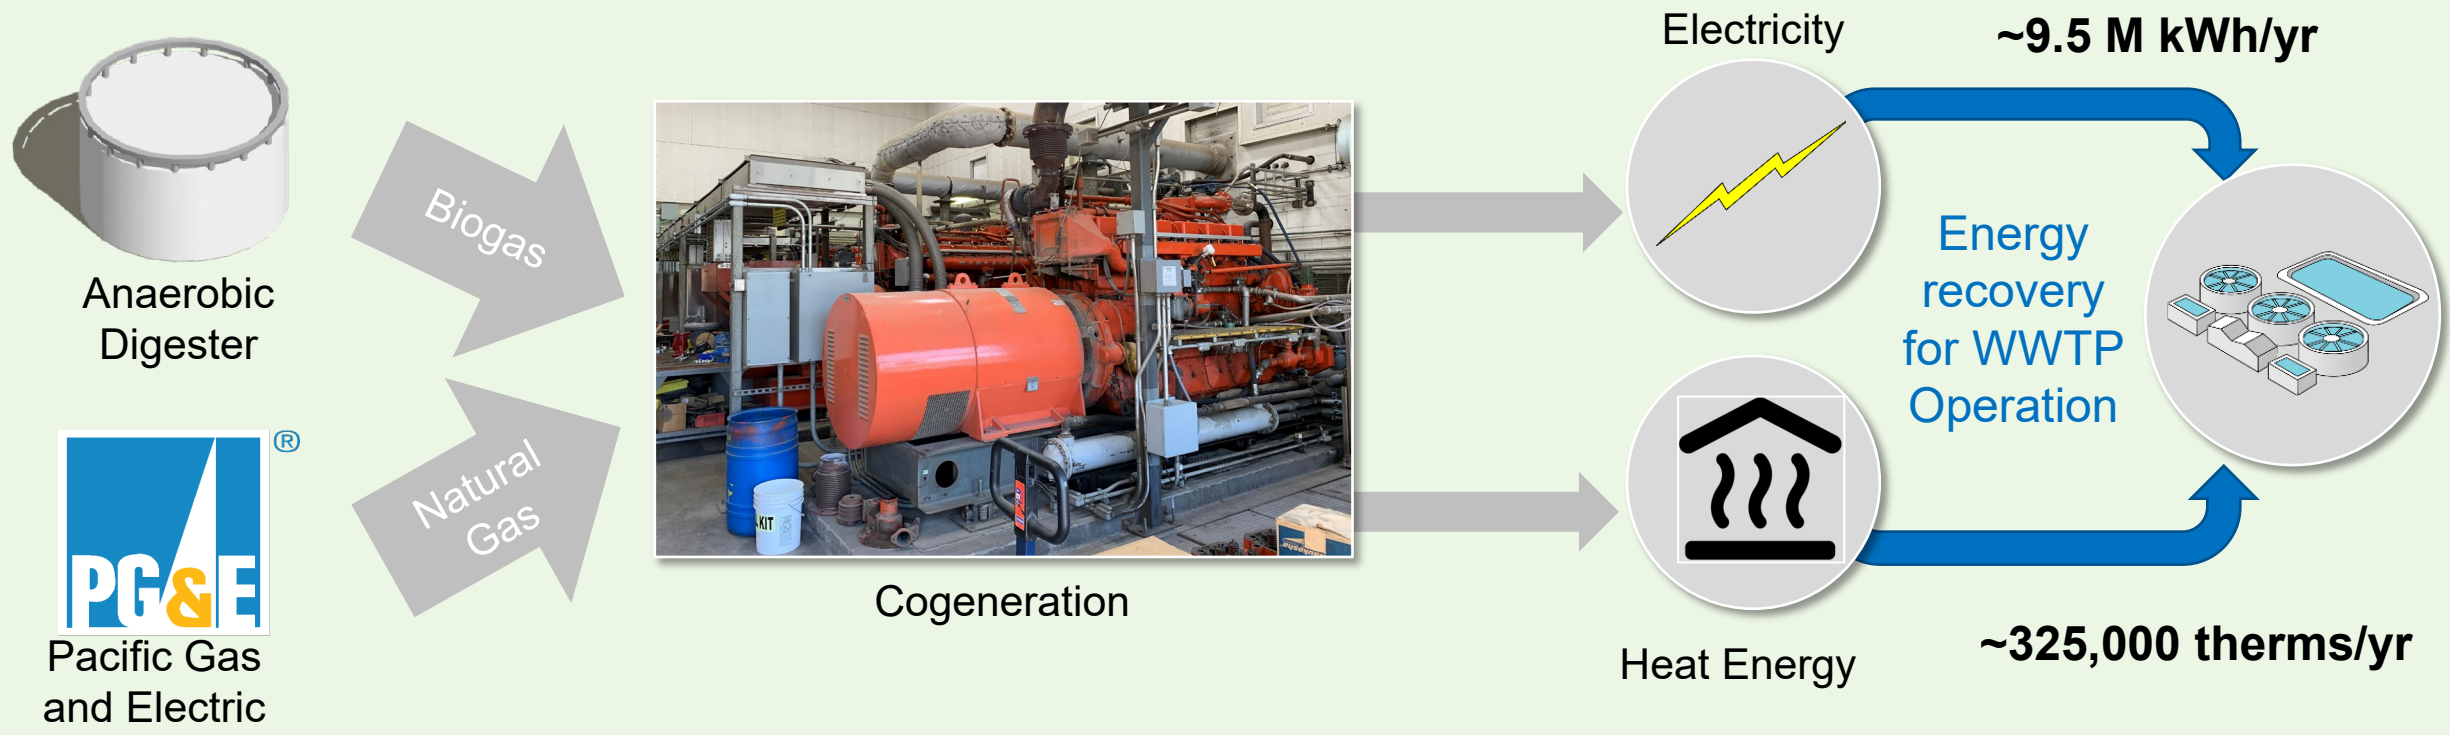 Electricity
~9.5 M kWh/yr
Biogas
Anaerobic
Digester
Energy
recovery
for WWTP
Operation
®
PG&E
Natural
Gas
KIT
Cogeneration
Pacific Gas
and Electric
Heat Energy
~325,000 therms/yr